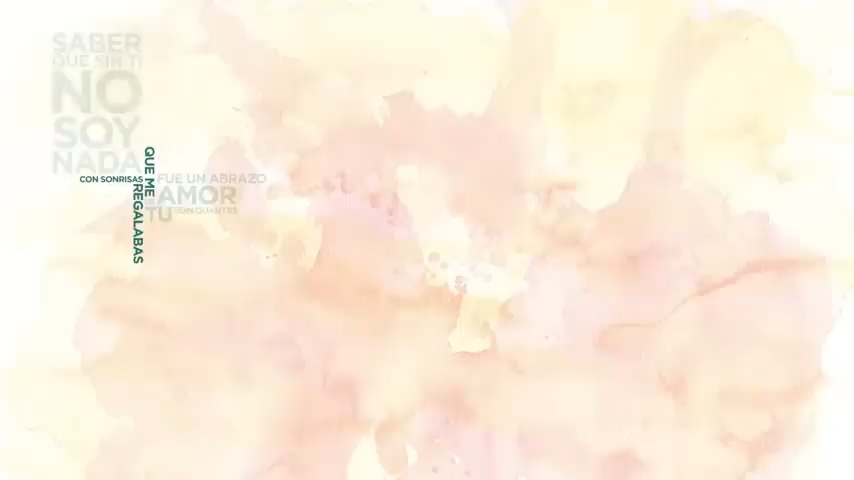 SABER
QUE SIN TI
NO
SOY
NADA
FUE UN ABRAZO
AMOR
TU
CON GUANTES
CON SONRISAS
QUE ME
REGALABAS